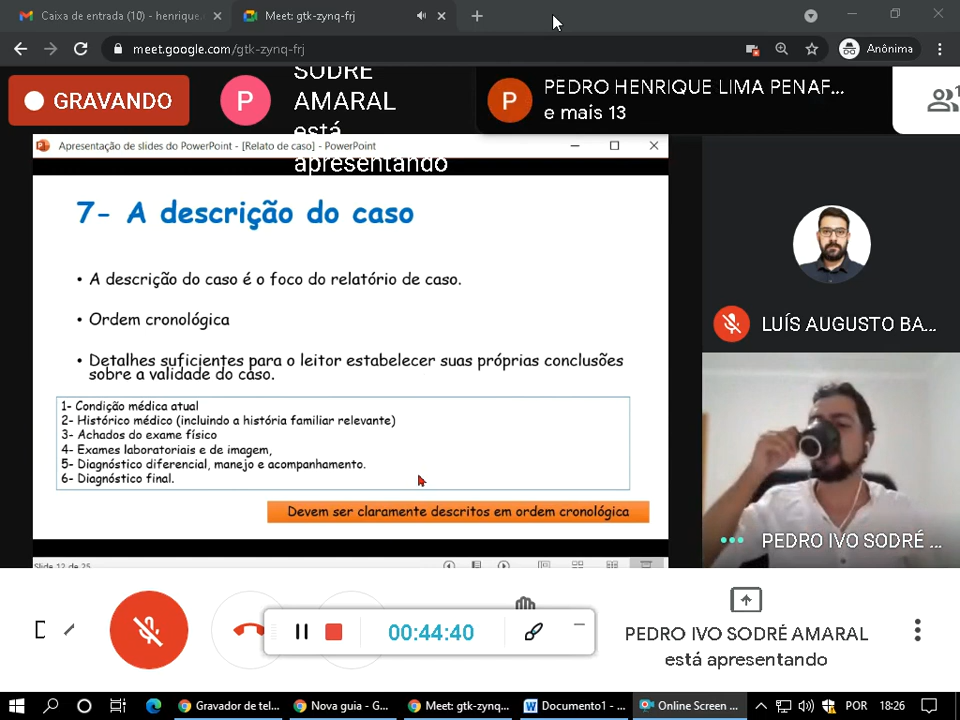 Caixa de entrada (10) - henrique.
Meet: gtk-zynq-frj
meet.google.com/gtk-zynq-frj
Anônima
GRAVANDO
P
SODRÉ
AMARAL
está
apresentando
P
PEDRO HENRIQUE LIMA PENAF...
e mais 13
Apresentação de slides do PowerPoint - [Relato de caso] - PowerPoint
7- A descrição do caso
• A descrição do caso é o foco do relatório de caso.
• Ordem cronológica
• Detalhes suficientes para o leitor estabelecer suas próprias conclusões
sobre a validade do caso.
1- Condição médica atual
2- Histórico médico (incluindo a história familiar relevante)
3- Achados do exame físico
4- Exames laboratoriais e de imagem,
5- Diagnóstico diferencial, manejo e acompanhamento.
6- Diagnóstico final.
Devem ser claramente descritos em ordem cronológica
Slide 12 de 25
LUÍS AUGUSTO BA...
PEDRO IVO SODRÉ ...
00:44:40
PEDRO IVO SODRÉ AMARAL
está apresentando
Gravador de tel...
Nova guia - G...
Meet: gtk-zynq...
Documento1 - ...
Online Screen ...
POR
18:26